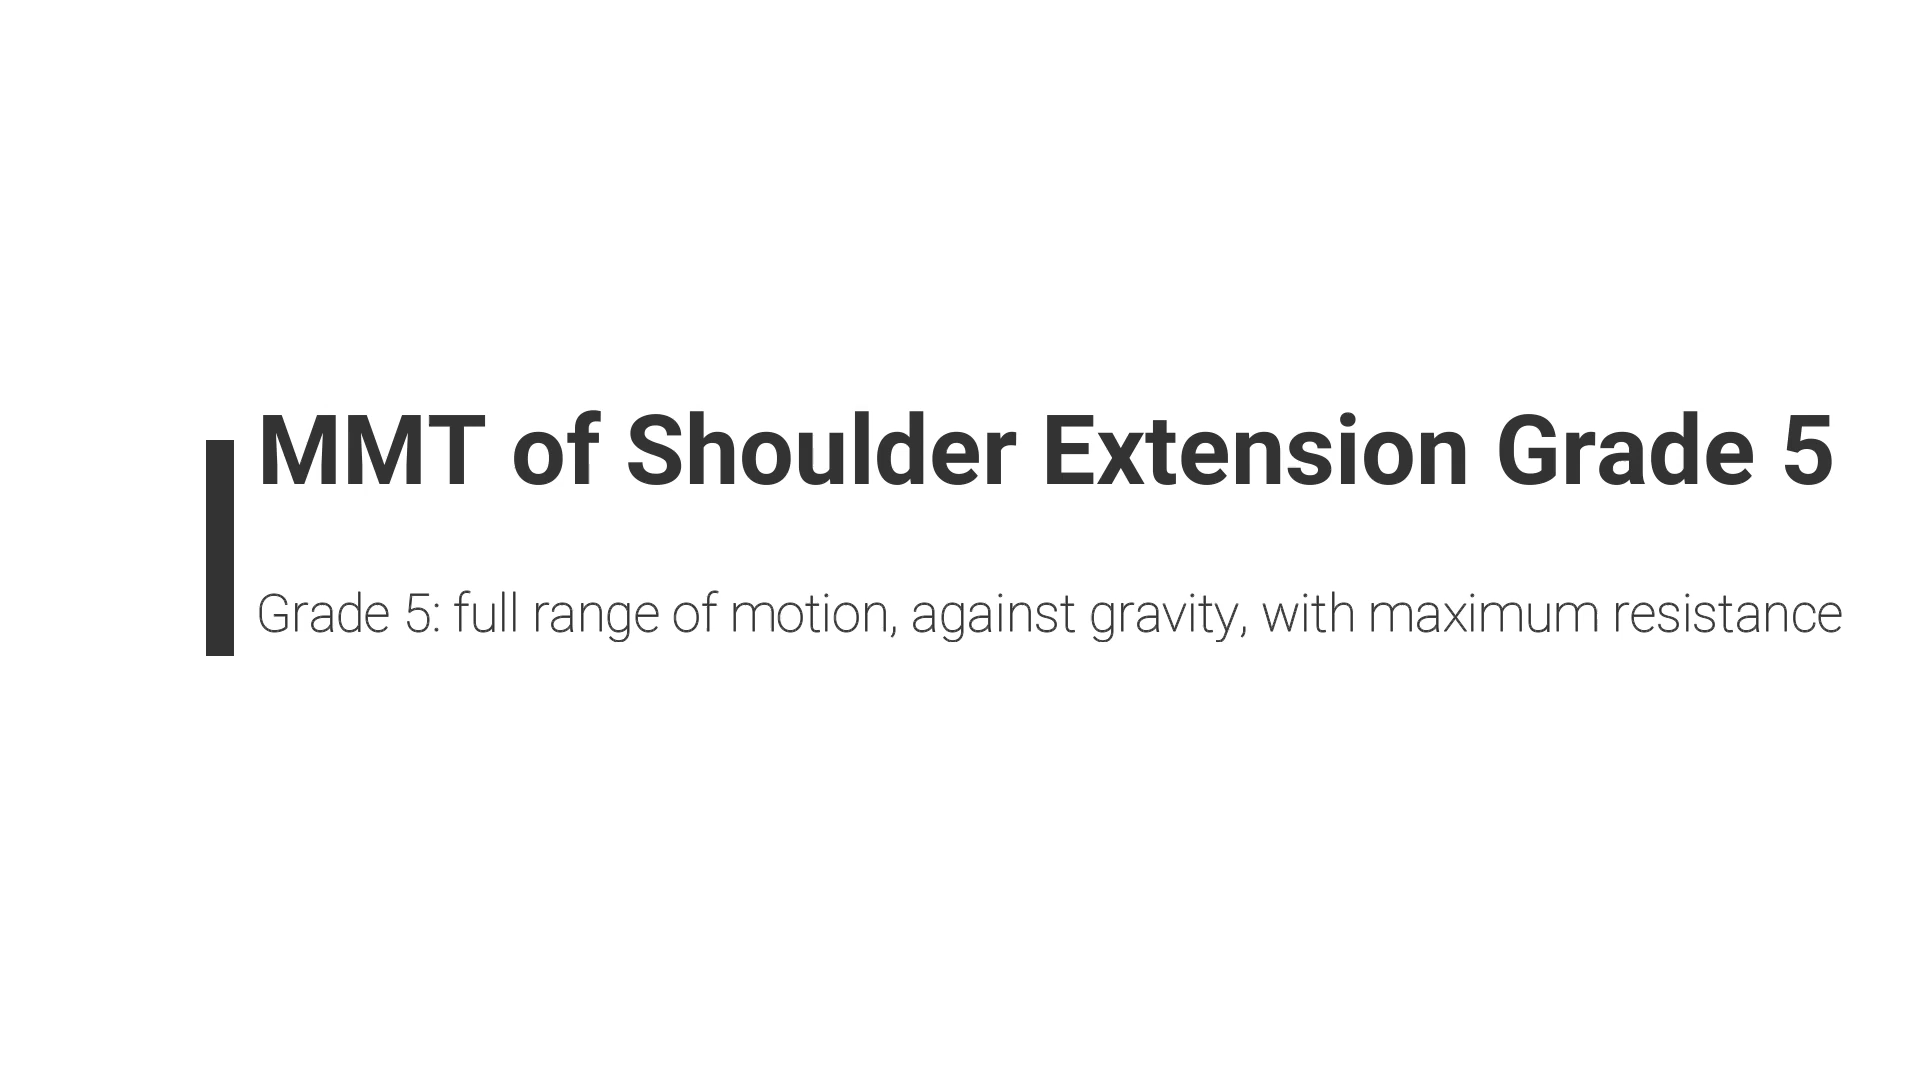 MMT of Shoulder Extension Grade 5
Grade 5: full range of motion, against gravity, with maximum resistance